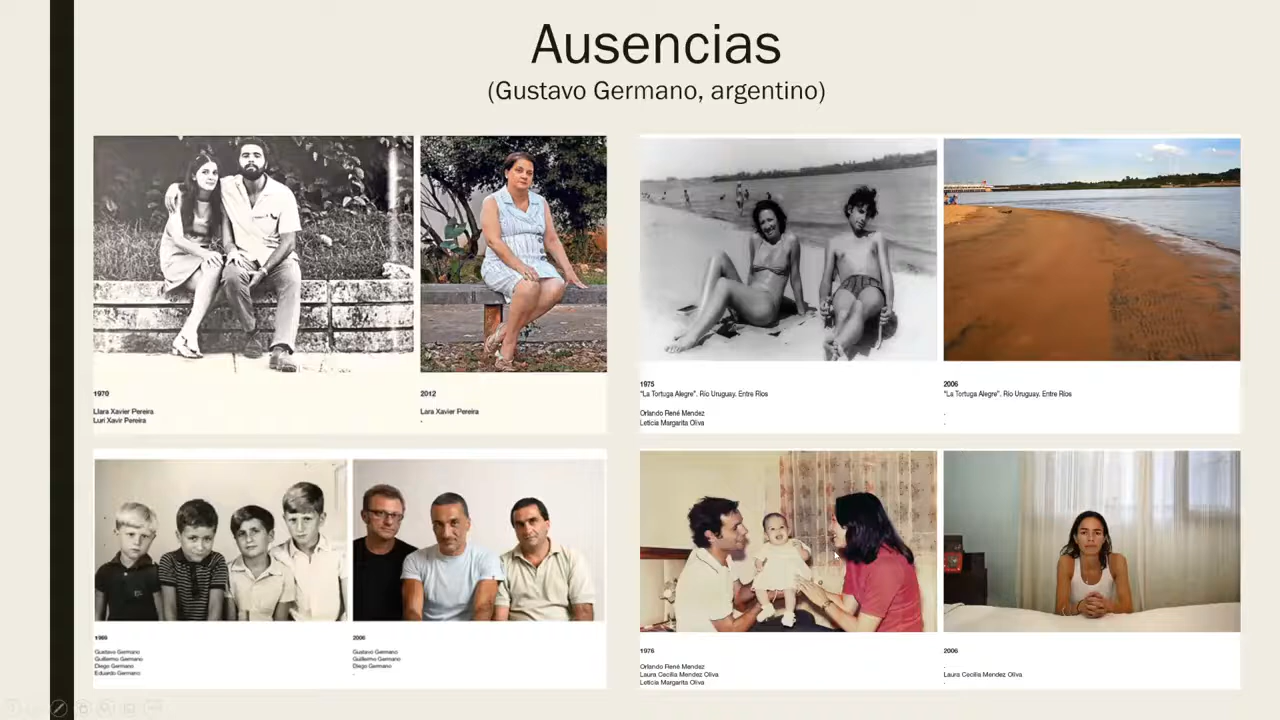 Ausencias
(Gustavo Germano, argentino)
1970
Llara Xavier Pereira
Luri Xavir Pereira
2012
Lara Xavier Pereira
-
1975
"La Tortuga Alegre". Río Uruguay. Entre Ríos
Orlando René Mendez
Leticia Margarita Oliva
2006
"La Tortuga Alegre". Río Uruguay. Entre Ríos
-
-
1969
Gustavo Germano
Guillermo Germano
Diego Germano
Eduardo Germano
2006
Gustavo Germano
Guillermo Germano
Diego Germano
-
1976
Orlando René Mendez
Laura Cecilia Mendez Oliva
Leticia Margarita Oliva
2006
-
Laura Cecilia Mendez Oliva
-